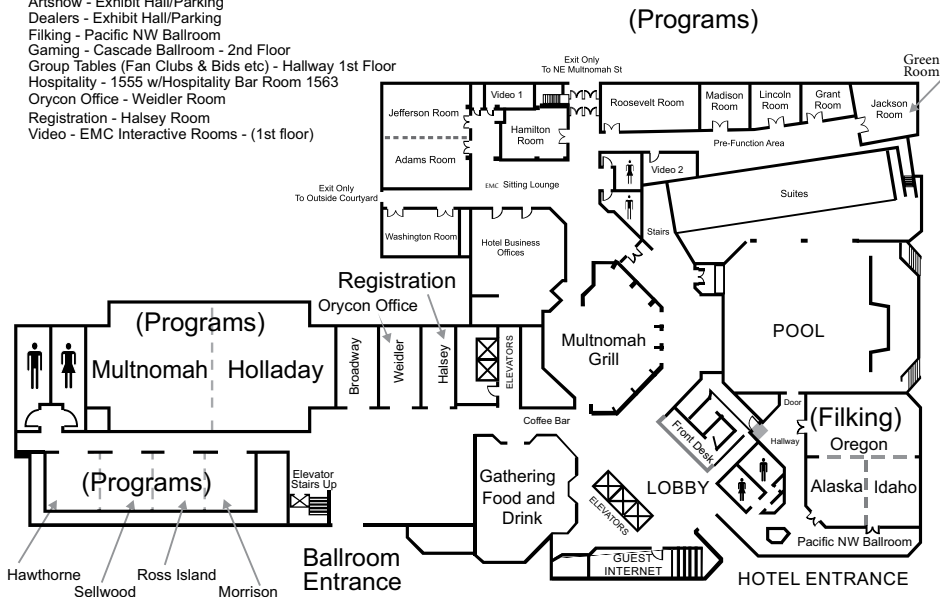 Artshow - Exhibit Hall/Parking
Dealers - Exhibit Hall/Parking
Filking - Pacific NW Ballroom
Gaming - Cascade Ballroom - 2nd Floor
Group Tables (Fan Clubs & Bids etc) - Hallway 1st Floor
Hospitality - 1555 w/Hospitality Bar Room 1563
Orycon Office - Weidler Room
Registration - Halsey Room
Video - EMC Interactive Rooms - (1st floor)
(Programs)
Exit Only
To NE Multnomah St
Green
Room
Jefferson Room
Video 1
Hamilton
Room
Roosevelt Room
Madison
Room
Lincoln
Room
Grant
Room
Jackson
Room
Adams Room
Pre-Function Area
Video 2
EMC Sitting Lounge
Exit Only
To Outside Courtyard
Suites
Washington Room
Hotel Business
Offices
Stairs
Registration
Orycon Office
(Programs)
Multnomah
Holladay
Broadway
Weidler
Halsey
ELEVATORS
Multnomah
Grill
POOL
Coffee Bar
Front Desk
Door
Hallway
(Filking)
Oregon
Alaska
Idaho
Pacific NW Ballroom
(Programs)
Elevator
Stairs Up
Gathering
Food and
Drink
ELEVATORS
LOBBY
GUEST
INTERNET
HOTEL ENTRANCE
Ballroom
Entrance
Hawthorne
Sellwood
Ross Island
Morrison